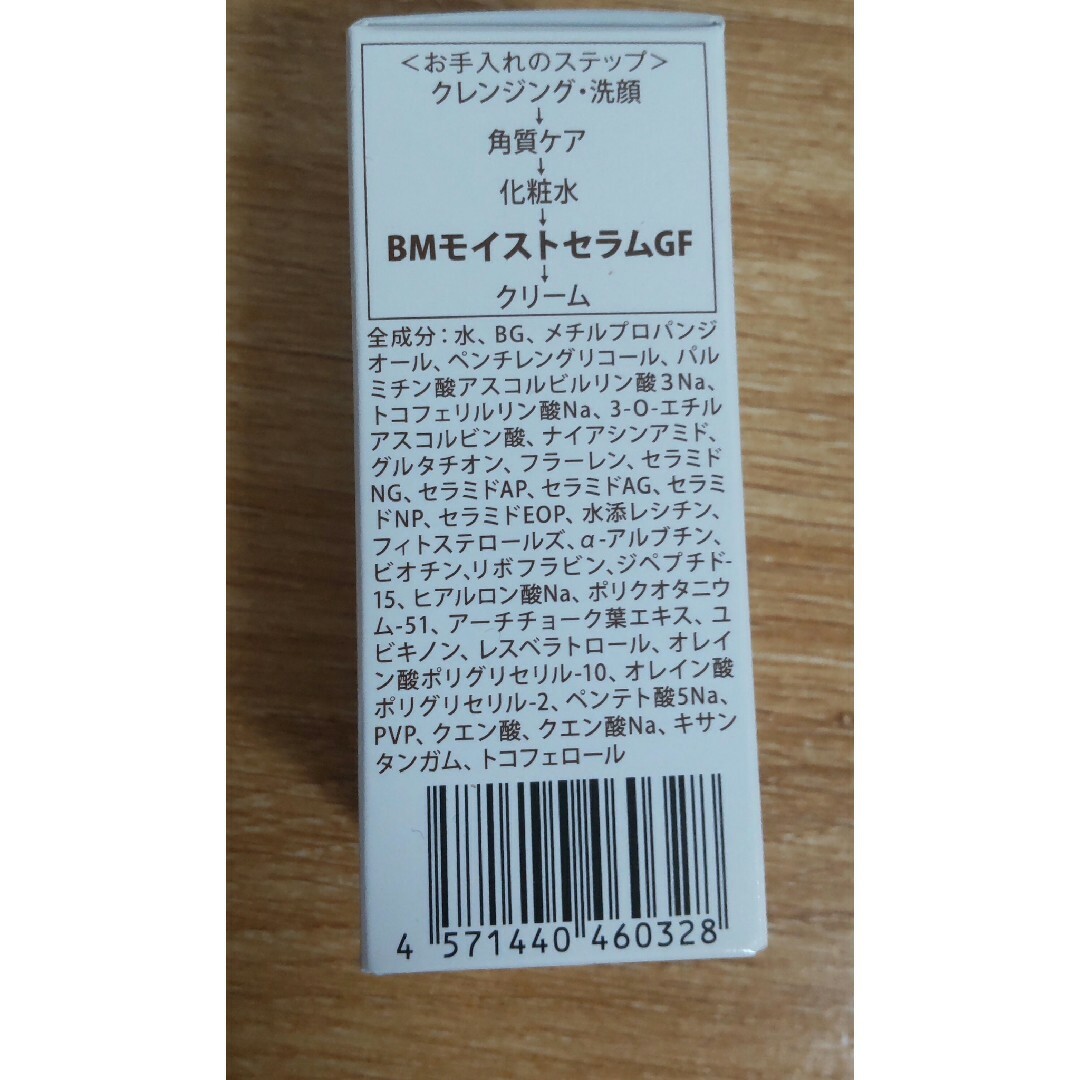 ＜お手入れのステップ＞
クレンジング・洗顔
↓
角質ケア
↓
化粧水
↓
BMモイストセラムGF
↓
クリーム
全成分：水、BG、メチルプロパンジ
オール、ペンチレングリコール、パル
ミチン酸アスコルビルリン酸３Na、
トコフェリルリン酸Na、3-O-エチル
アスコルビン酸、ナイアシンアミド、
グルタチオン、フラーレン、セラミド
NG、セラミドAP、セラミドAG、セラミ
ドNP、セラミドEOP、水添レシチン、
フィトステロールズ、α-アルブチン、
ビオチン、リボフラビン、ジペプチド-
15、ヒアルロン酸Na、ポリクオタニウ
ム-51、アーチチョーク葉エキス、ユ
ビキノン、レスベラトロール、オレイ
ン酸ポリグリセリル-10、オレイン酸
ポリグリセリル-2、ペンテト酸5Na、
PVP、クエン酸、クエン酸Na、キサン
タンガム、トコフェロール
4 571440 460328